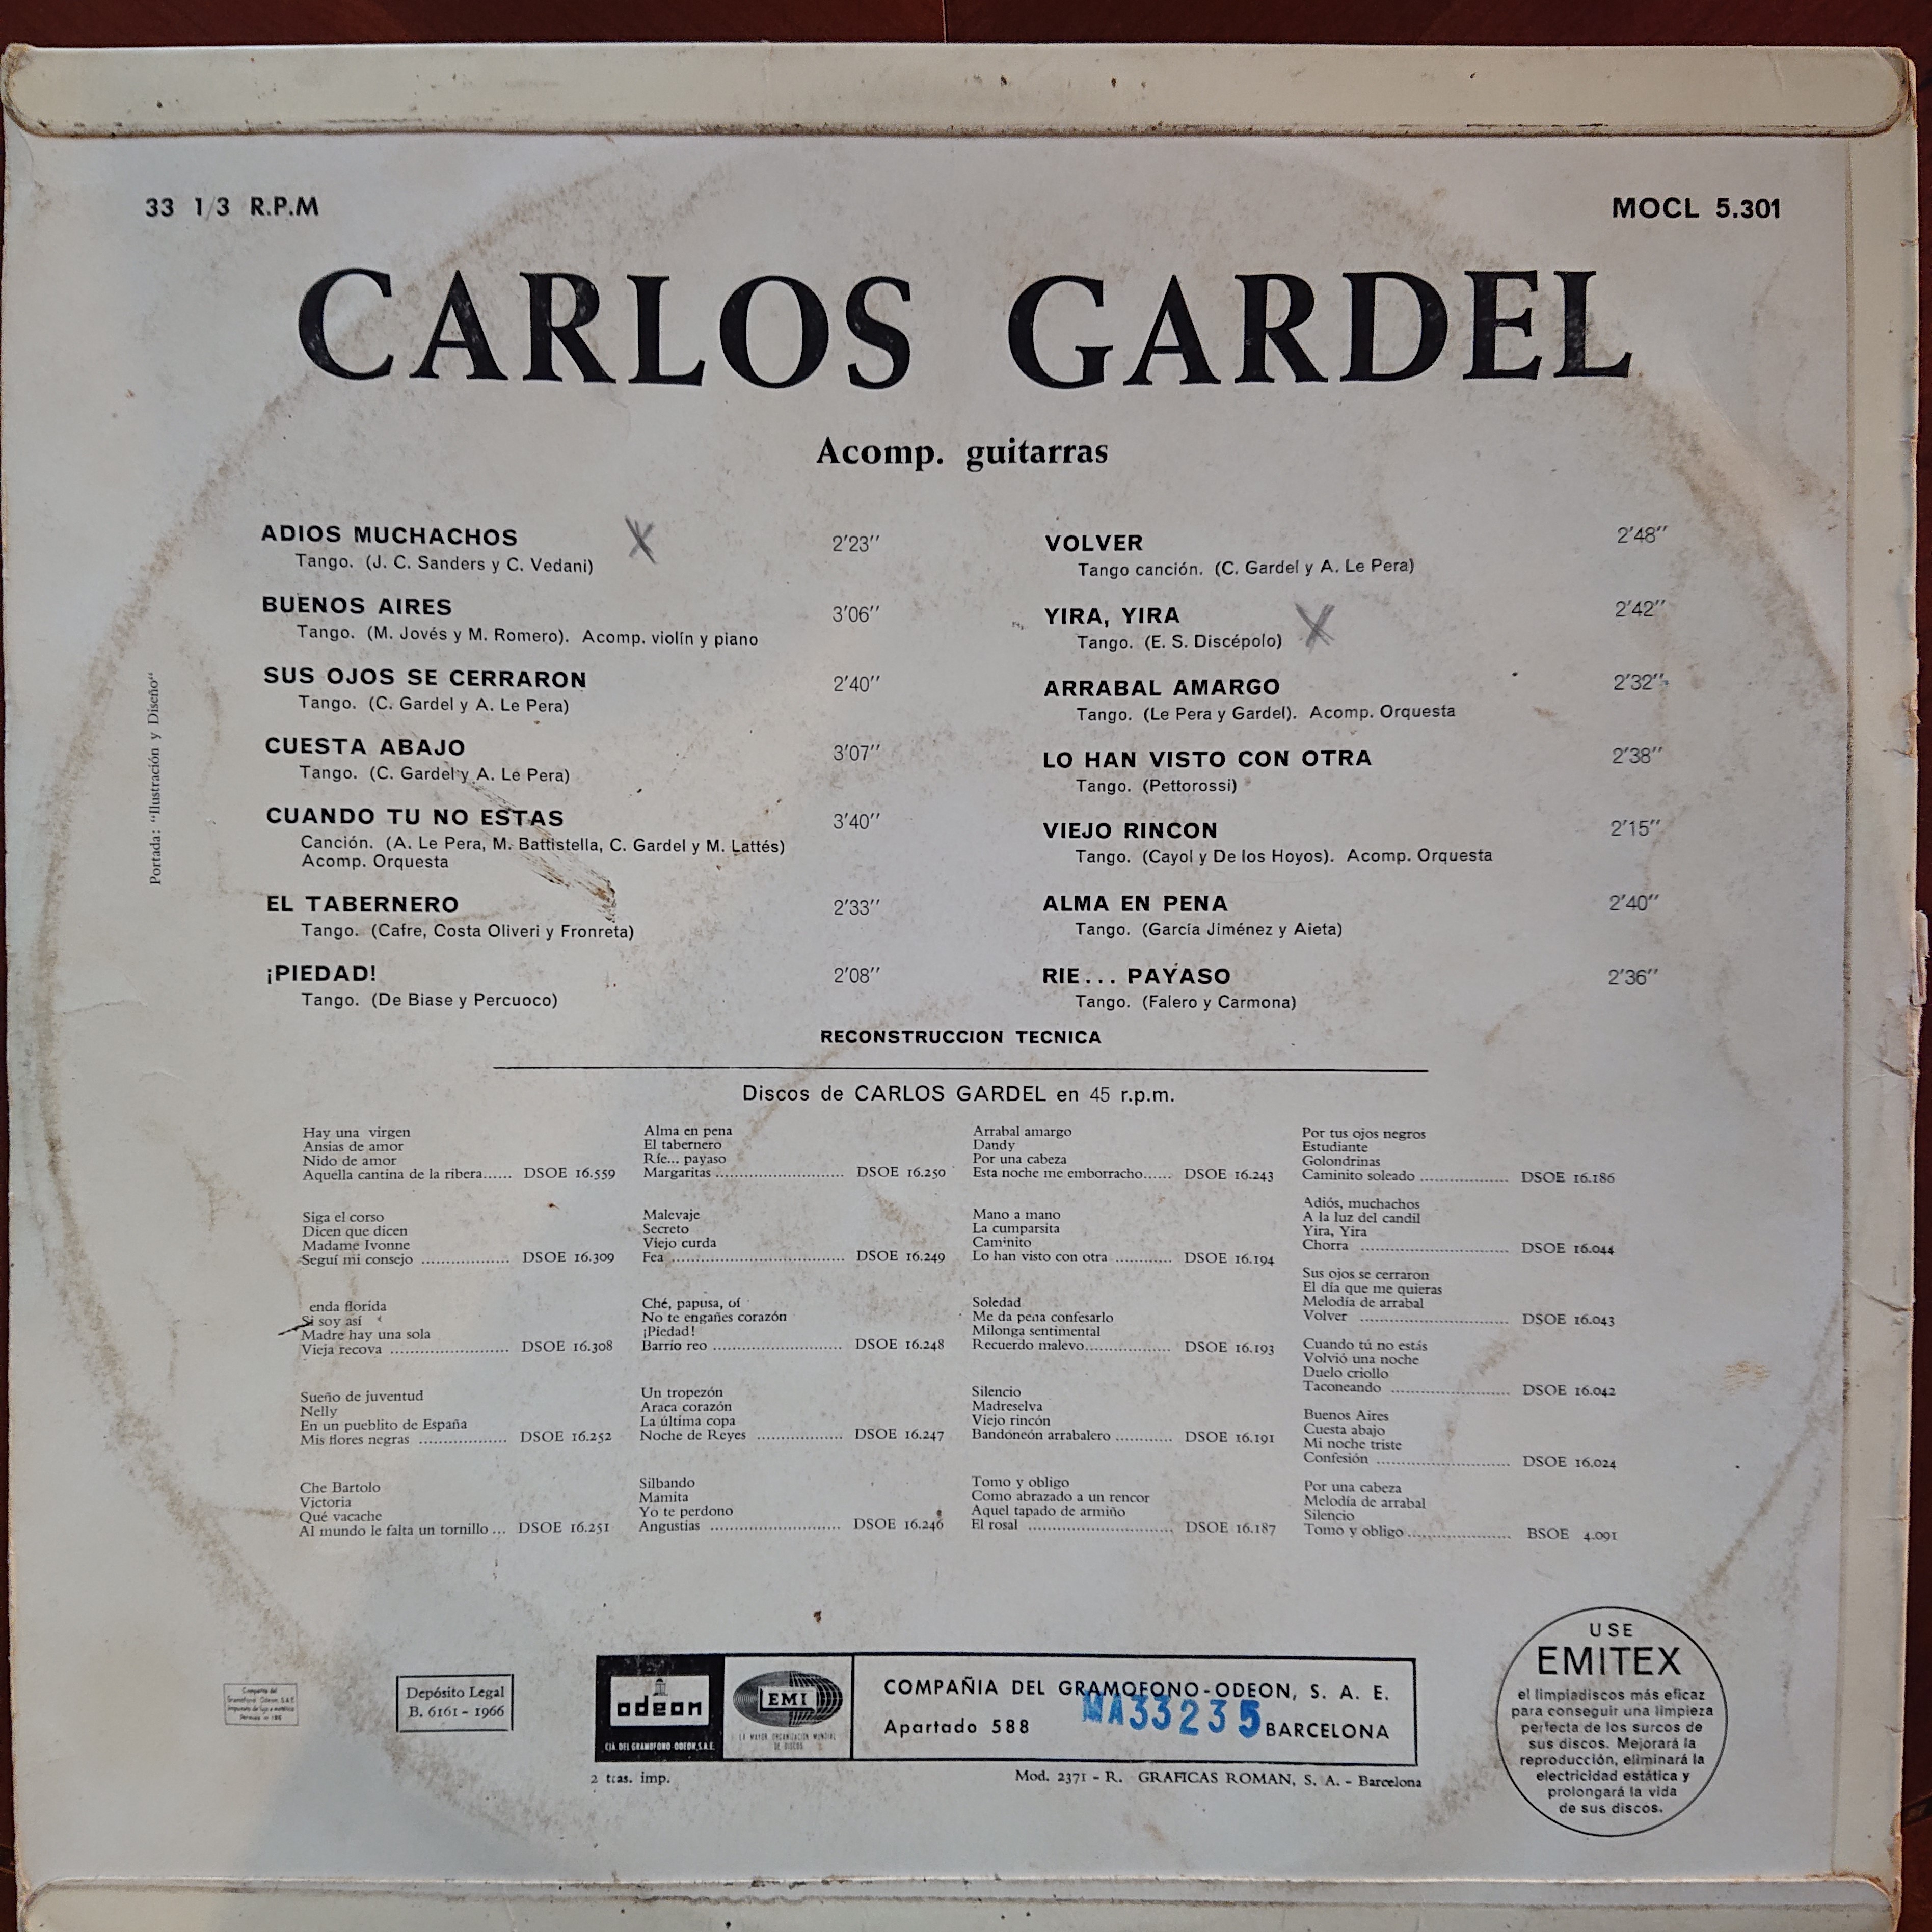 33 1/3 R.P.M
MOCL 5.301
CARLOS GARDEL
Acomp. guitarras
ADIOS MUCHACHOS 2'23''
Tango. (J. C. Sanders y C. Vedani)
BUENOS AIRES 3'06''
Tango. (M. Jovés y M. Romero). Acomp. violín y piano
SUS OJOS SE CERRARON 2'40''
Tango. (C. Gardel y A. Le Pera)
CUESTA ABAJO 3'07''
Tango. (C. Gardel y A. Le Pera)
CUANDO TU NO ESTAS 3'40''
Canción. (A. Le Pera, M. Battistella, C. Gardel y M. Lattés)
Acomp. Orquesta
EL TABERNERO 2'33''
Tango. (Cafre, Costa Oliveri y Fronreta)
¡PIEDAD! 2'08''
Tango. (De Biase y Percuoco)
VOLVER 2'48''
Tango canción. (C. Gardel y A. Le Pera)
YIRA, YIRA 2'42''
Tango. (E. S. Discépolo)
ARRABAL AMARGO 2'32''
Tango. (Le Pera y Gardel). Acomp. Orquesta
LO HAN VISTO CON OTRA 2'38''
Tango. (Pettorossi)
VIEJO RINCON 2'15''
Tango. (Cayol y De los Hoyos). Acomp. Orquesta
ALMA EN PENA 2'40''
Tango. (García Jiménez y Aieta)
RIE... PAYASO 2'36''
Tango. (Falero y Carmona)
Portada: "Ilustración y Diseño"
RECONSTRUCCION TECNICA
Discos de CARLOS GARDEL en 45 r.p.m.
Hay una virgen
Ansias de amor
Nido de amor
Aquella cantina de la ribera...... DSOE 16.559
Siga el corso
Dicen que dicen
Madame Ivonne
Seguí mi consejo .................. DSOE 16.309
enda florida
Si soy así
Madre hay una sola
Vieja recova ........................ DSOE 16.308
Sueño de juventud
Nelly
En un pueblito de España
Mis flores negras .................. DSOE 16.252
Che Bartolo
Victoria
Qué vacache
Al mundo le falta un tornillo ... DSOE 16.251
Alma en pena
El tabernero
Ríe... payaso
Margaritas .......................... DSOE 16.250
Malevaje
Secreto
Viejo curda
Fea ................................... DSOE 16.249
Ché, papusa, oí
No te engañes corazón
¡Piedad!
Barrio reo .......................... DSOE 16.248
Un tropezón
Araca corazón
La última copa
Noche de Reyes .................. DSOE 16.247
Silbando
Mamita
Yo te perdono
Angustias .......................... DSOE 16.246
Arrabal amargo
Dandy
Por una cabeza
Esta noche me emborracho...... DSOE 16.243
Mano a mano
La cumparsita
Caminito
Lo han visto con otra ............ DSOE 16.194
Soledad
Me da pena confesarlo
Milonga sentimental
Recuerdo malevo.................. DSOE 16.193
Silencio
Madreselva
Viejo rincón
Bandoneón arrabalero ............ DSOE 16.191
Tomo y obligo
Como abrazado a un rencor
Aquel tapado de armiño
El rosal ............................. DSOE 16.187
Por tus ojos negros
Estudiante
Golondrinas
Caminito soleado .................. DSOE 16.186
Adiós, muchachos
A la luz del candil
Yira, Yira
Chorra .............................. DSOE 16.044
Sus ojos se cerraron
El día que me quieras
Melodía de arrabal
Volver .............................. DSOE 16.043
Cuando tú no estás
Volvió una noche
Duelo criollo
Taconeando ........................ DSOE 16.042
Buenos Aires
Cuesta abajo
Mi noche triste
Confesión ........................... DSOE 16.024
Por una cabeza
Melodía de arrabal
Silencio
Tomo y obligo..................... BSOE 4.091
Compañía del
Gramófono Odeon, S.A.E.
Depósito Legal
B. 6161 - 1966
odeon
CIA. DEL GRAMOFONO ODEON, S.A.E.
EMI
LA MAYOR ORGANIZACION MUNDIAL
DE DISCOS
COMPAÑIA DEL GRAMOFONO-ODEON, S. A. E.
Apartado 588 BARCELONA
MA33235
2 tras. imp.
Mod. 2371 - R. GRAFICAS ROMAN, S. A. - Barcelona
USE
EMITEX
el limpiadiscos más eficaz
para conseguir una limpieza
perfecta de los surcos de
sus discos. Mejorará la
reproducción, eliminará la
electricidad estática y
prolongará la vida
de sus discos.